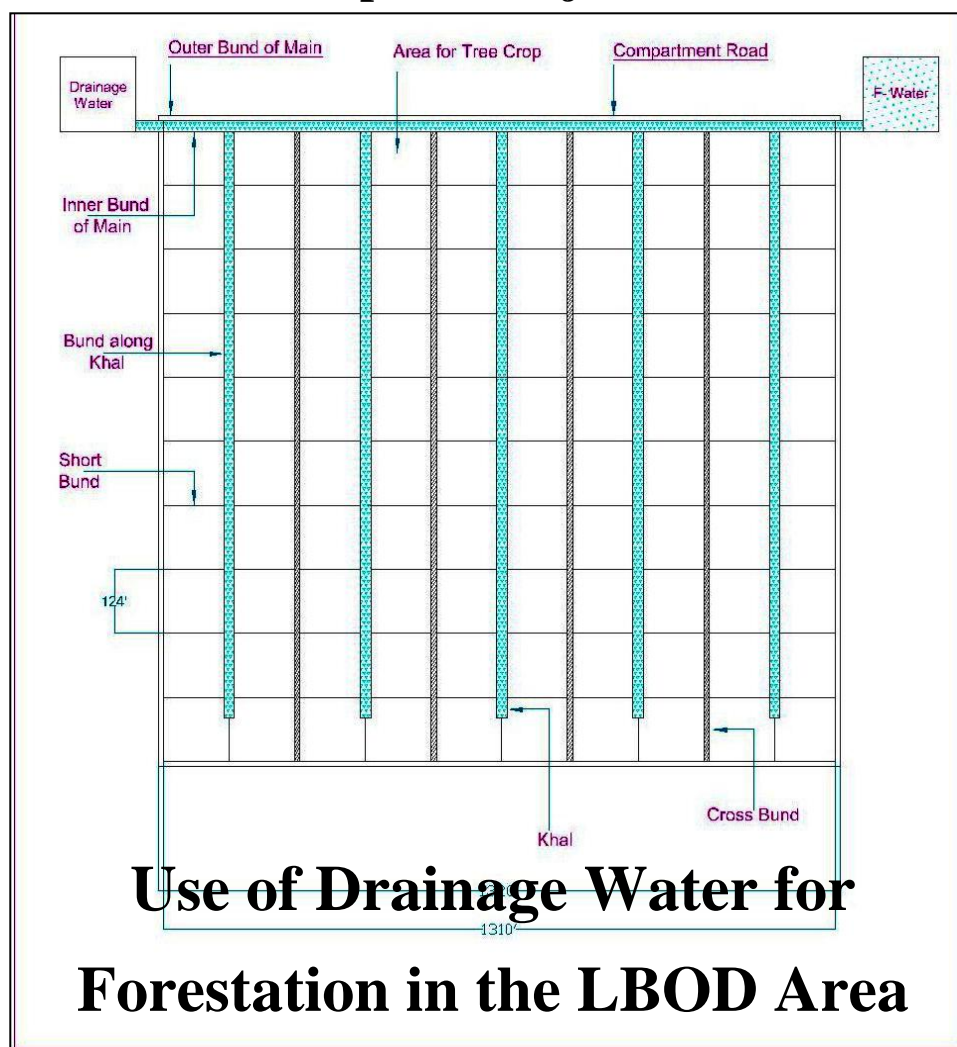 Outer Bund of Main
Area for Tree Crop
Compartment Road
Drainage
Water
F- Water
Inner Bund
of Main
Bund along
Khal
Short
Bund
124'
Cross Bund
Khal
Use of Drainage Water for
1310'
Forestation in the LBOD Area